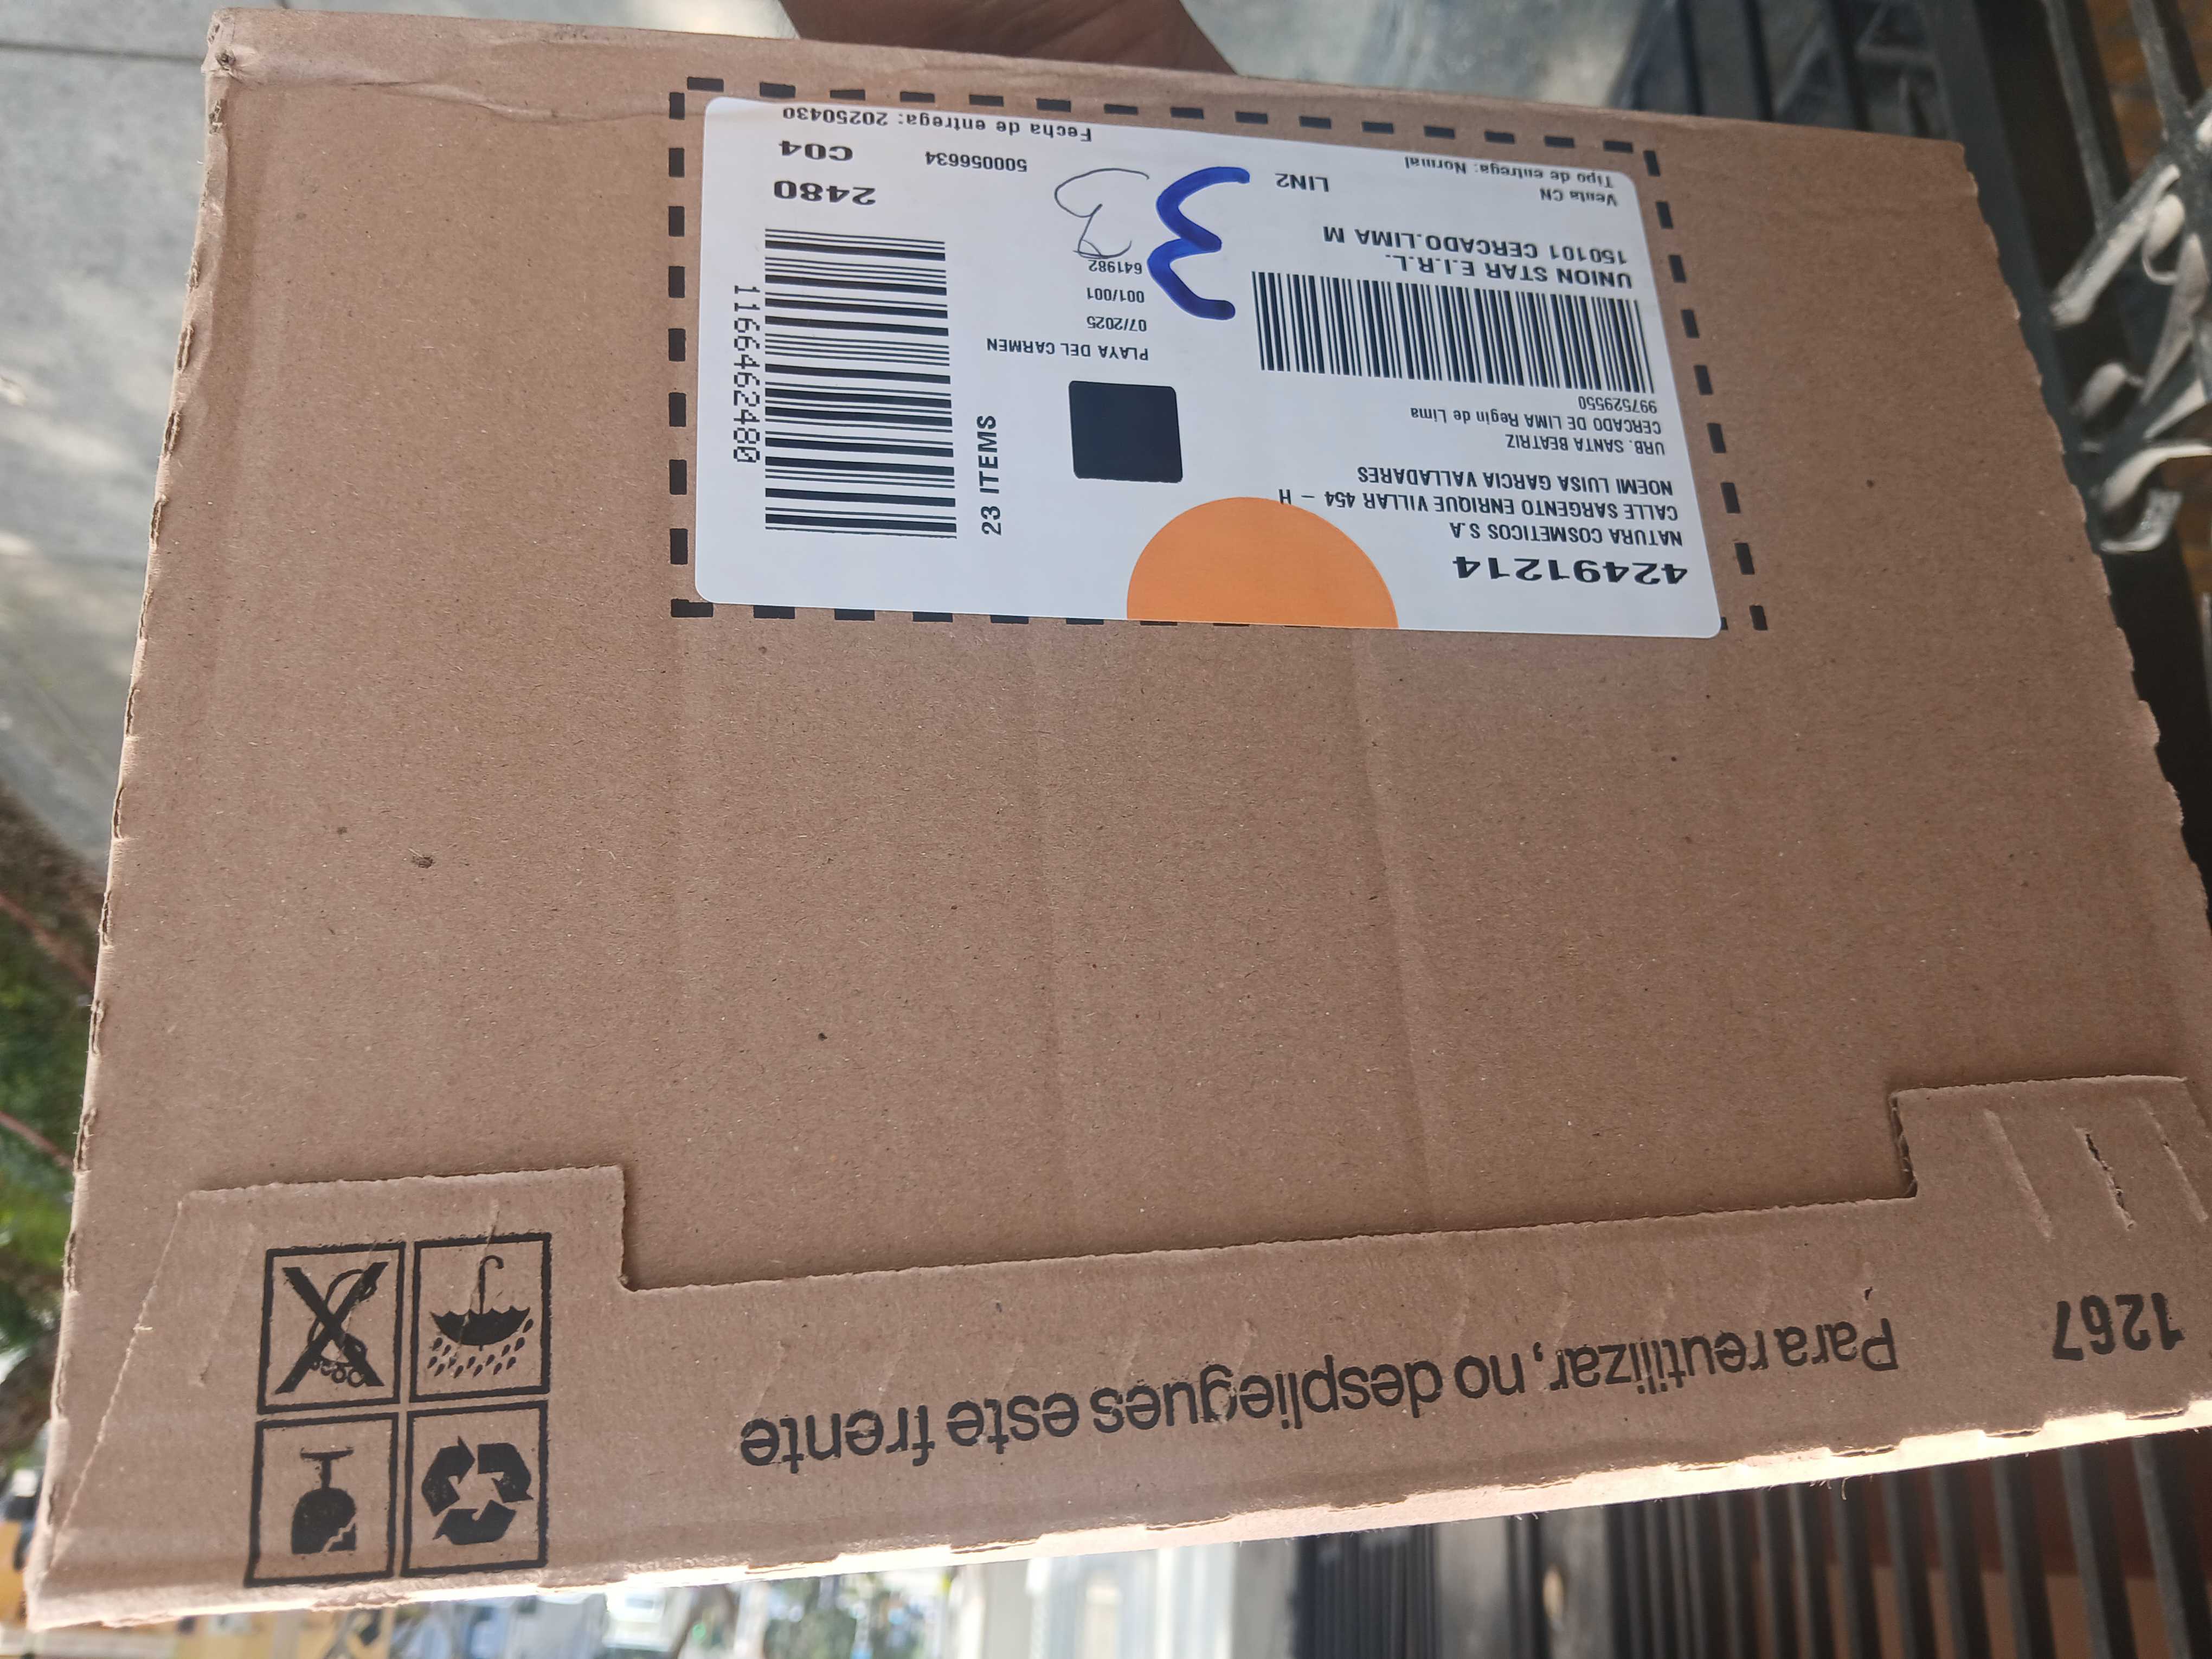 42491214
NATURA COSMETICOS S.A
CALLE SARGENTO ENRIQUE VILLAR 454 - H
NOEMI LUISA GARCIA VALLADARES
URB. SANTA BEATRIZ
CERCADO DE LIMA Regin de Lima
997529550
UNION STAR E.I.R.L.
150101 CERCADO.LIMA M
Venta CN
LIN2
Tipo de entrega: Normal
23 ITEMS
PLAYA DEL CARMEN
07/2025
001/001
641982
3
1166462480
2480
C04
500056634
Fecha de entrega: 20250430
1267
Para reutilizar, no despliegues este frente